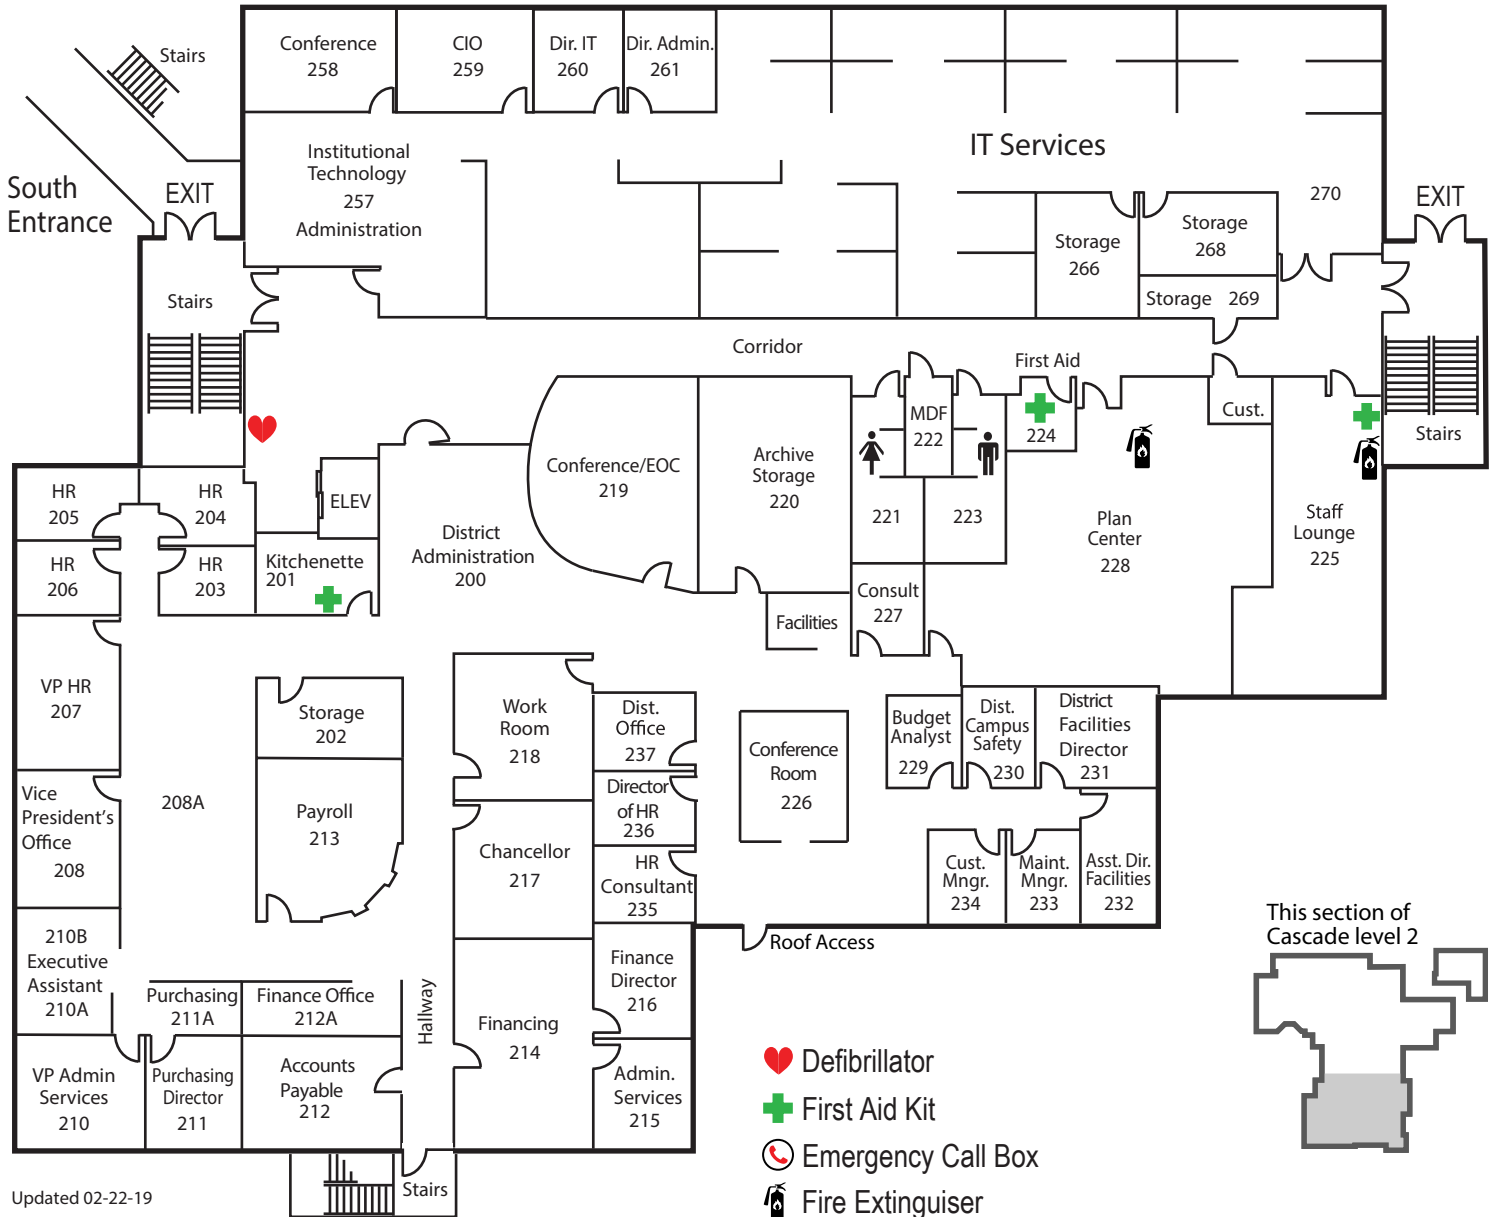 Stairs
South
Entrance
EXIT
Stairs
Conference
258
CIO
259
Dir. IT
260
Dir. Admin.
261
Institutional
Technology
257
Administration
IT Services
270
EXIT
Storage
266
Storage
268
Storage 269
Corridor
First Aid
224
MDF
222
Cust.
Stairs
HR
205
HR
204
HR
206
HR
203
ELEV
Kitchenette
201
District
Administration
200
Conference/EOC
219
Archive
Storage
220
221
223
Plan
Center
228
Staff
Lounge
225
Consult
227
Facilities
VP HR
207
Storage
202
Work
Room
218
Dist.
Office
237
Conference
Room
226
Budget
Analyst
229
Dist.
Campus
Safety
230
District
Facilities
Director
231
Vice
President's
Office
208
208A
Payroll
213
Chancellor
217
Director
of HR
236
HR
Consultant
235
Cust.
Mngr.
234
Maint.
Mngr.
233
Asst. Dir.
Facilities
232
210B
Executive
Assistant
210A
Purchasing
211A
Finance Office
212A
Hallway
Financing
214
Finance
Director
216
Roof Access
VP Admin
Services
210
Purchasing
Director
211
Accounts
Payable
212
Admin.
Services
215
Stairs
This section of
Cascade level 2
Defibrillator
First Aid Kit
Emergency Call Box
Fire Extinguiser
Updated 02-22-19